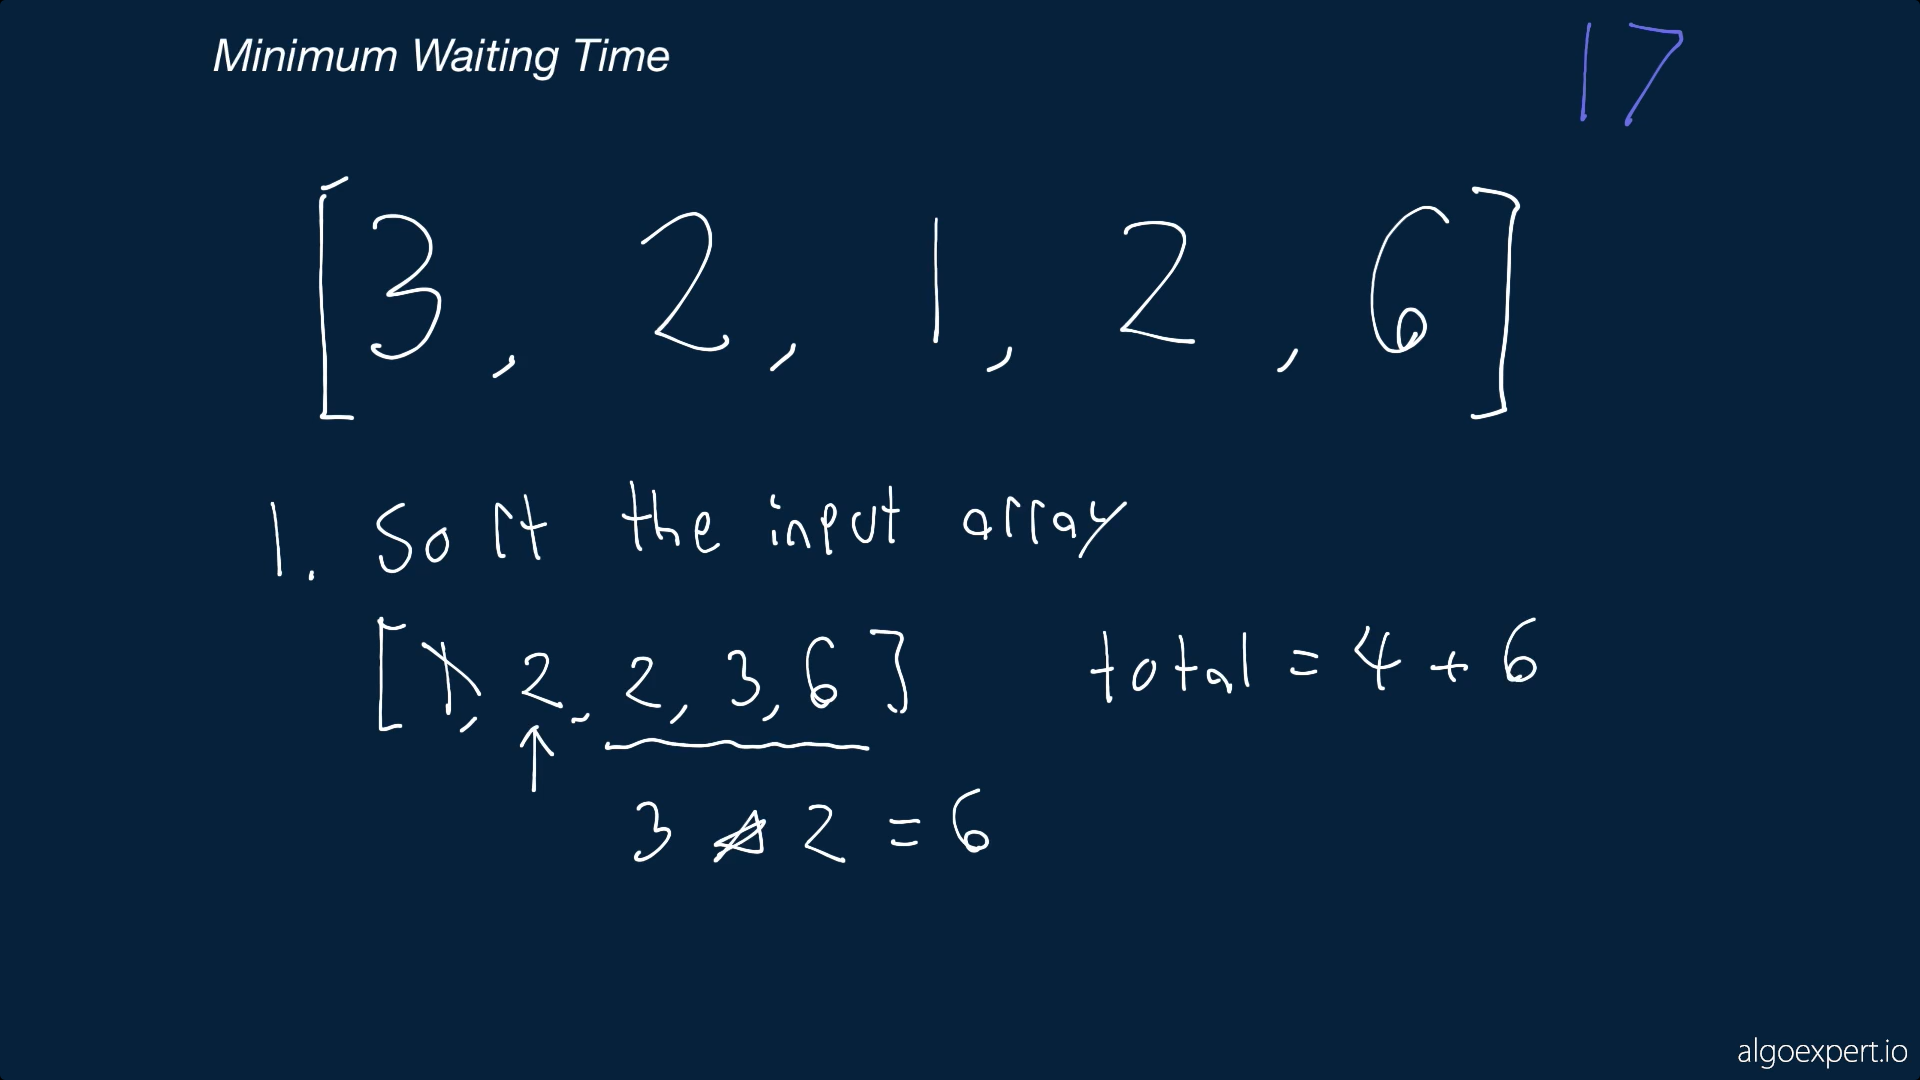 Minimum Waiting Time
17
[3, 2, 1, 2, 6]
1. Sort the input array
[1, 2, 2, 3, 6] total = 4 + 6
↑
3 * 2 = 6
algoexpert.io